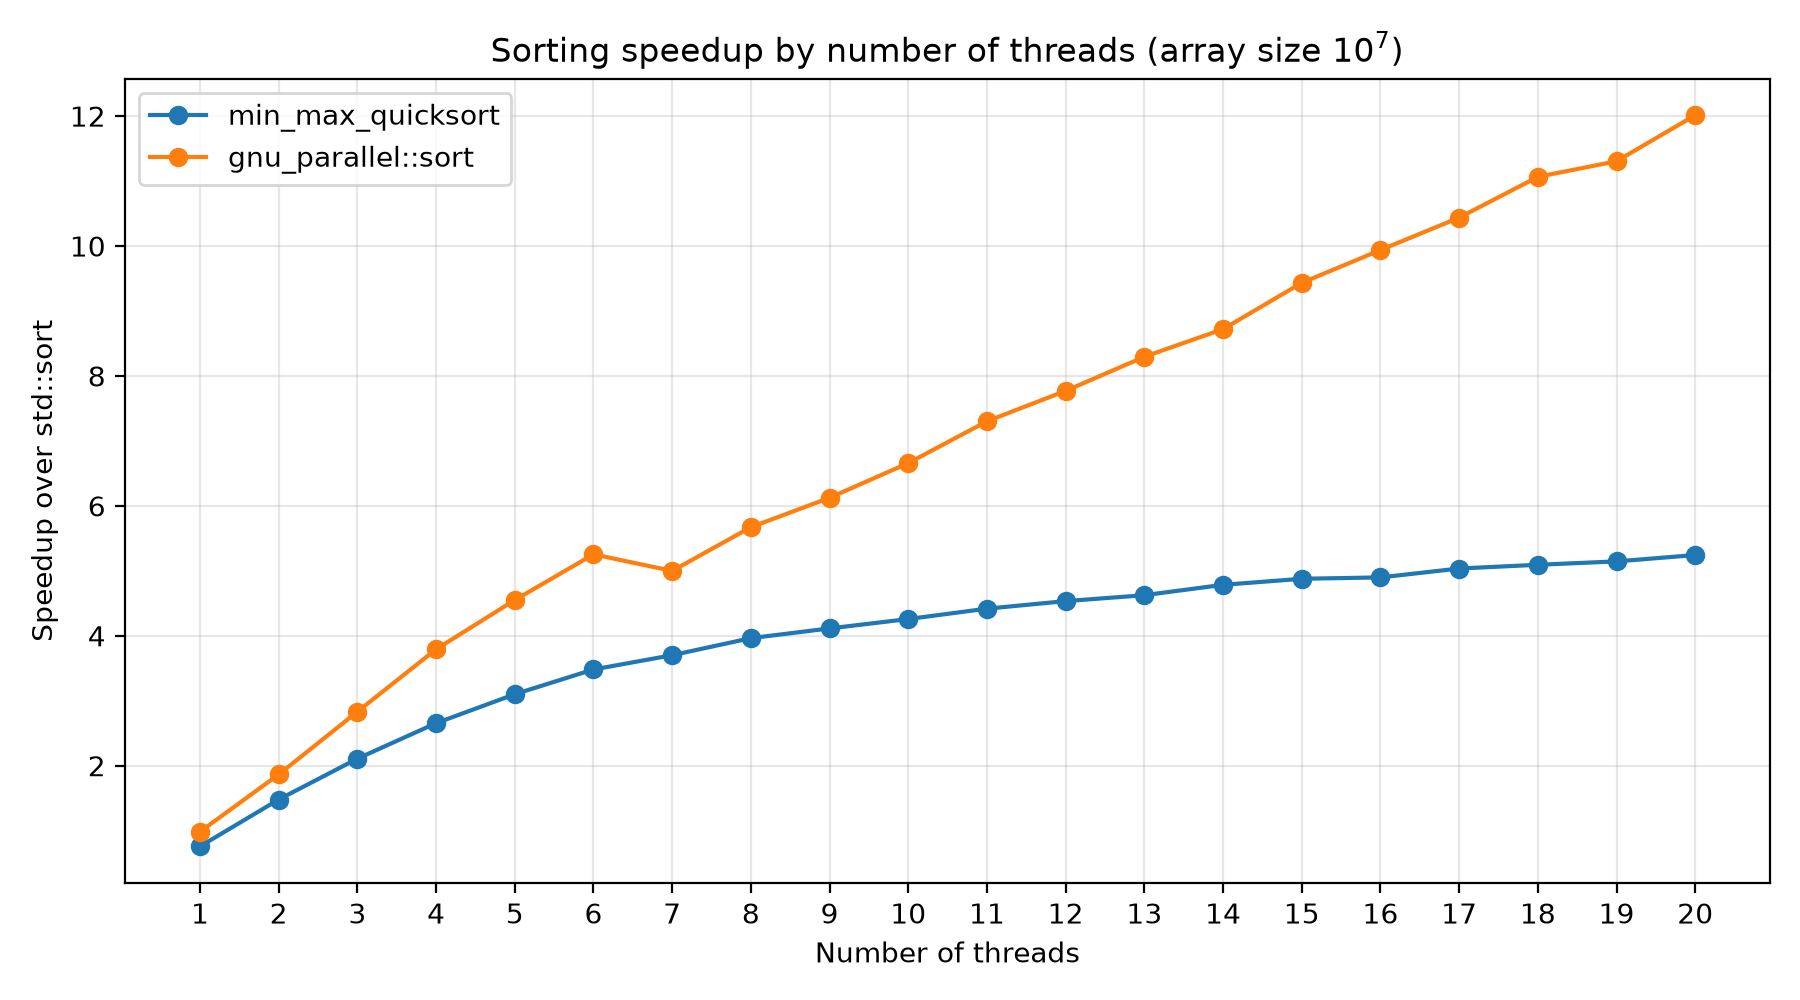 Sorting speedup by number of threads (array size 10⁷)
min_max_quicksort
gnu_parallel::sort
Speedup over std::sort
12
10
8
6
4
2
1 2 3 4 5 6 7 8 9 10 11 12 13 14 15 16 17 18 19 20
Number of threads